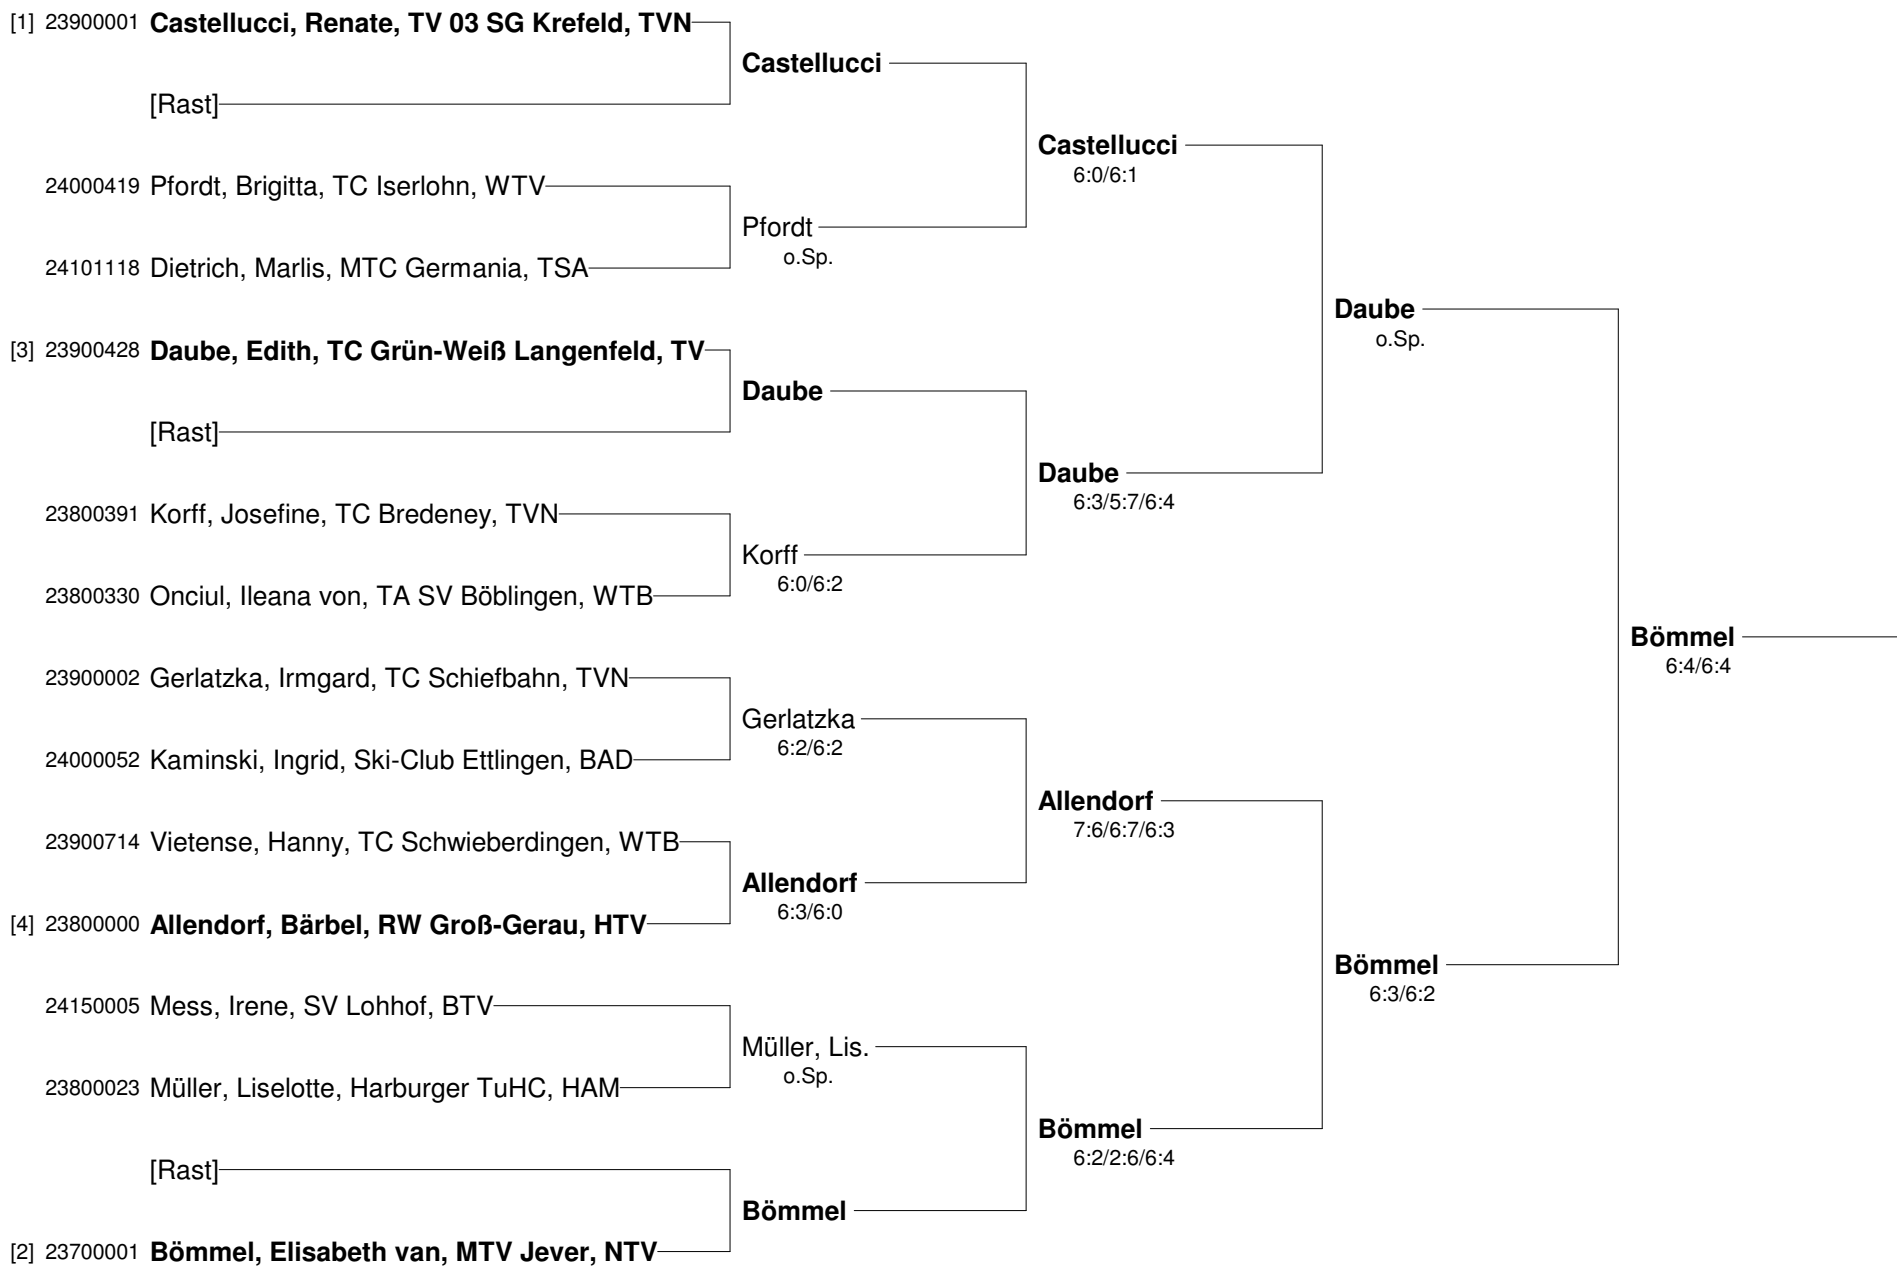 [1] 23900001 Castellucci, Renate, TV 03 SG Krefeld, TVN
Castellucci
[Rast]
Castellucci
6:0/6:1
24000419 Pfordt, Brigitta, TC Iserlohn, WTV
Pfordt
o.Sp.
24101118 Dietrich, Marlis, MTC Germania, TSA
Daube
o.Sp.
[3] 23900428 Daube, Edith, TC Grün-Weiß Langenfeld, TV
Daube
[Rast]
Daube
6:3/5:7/6:4
23800391 Korff, Josefine, TC Bredeney, TVN
Korff
6:0/6:2
23800330 Onciul, Ileana von, TA SV Böblingen, WTB
Bömmel
6:4/6:4
23900002 Gerlatzka, Irmgard, TC Schiefbahn, TVN
Gerlatzka
6:2/6:2
24000052 Kaminski, Ingrid, Ski-Club Ettlingen, BAD
Allendorf
7:6/6:7/6:3
23900714 Vietense, Hanny, TC Schwieberdingen, WTB
Allendorf
6:3/6:0
[4] 23800000 Allendorf, Bärbel, RW Groß-Gerau, HTV
Bömmel
6:3/6:2
24150005 Mess, Irene, SV Lohhof, BTV
Müller, Lis.
o.Sp.
23800023 Müller, Liselotte, Harburger TuHC, HAM
Bömmel
6:2/2:6/6:4
[Rast]
Bömmel
[2] 23700001 Bömmel, Elisabeth van, MTV Jever, NTV